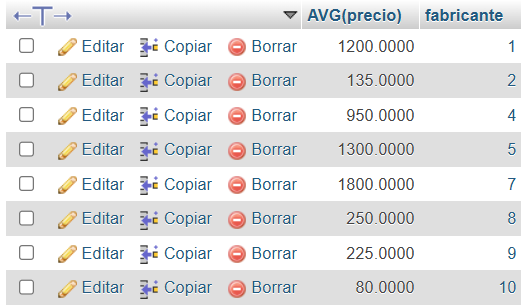 AVG(precio) fabricante
Editar Copiar Borrar 1200.0000 1
Editar Copiar Borrar 135.0000 2
Editar Copiar Borrar 950.0000 4
Editar Copiar Borrar 1300.0000 5
Editar Copiar Borrar 1800.0000 7
Editar Copiar Borrar 250.0000 8
Editar Copiar Borrar 225.0000 9
Editar Copiar Borrar 80.0000 10